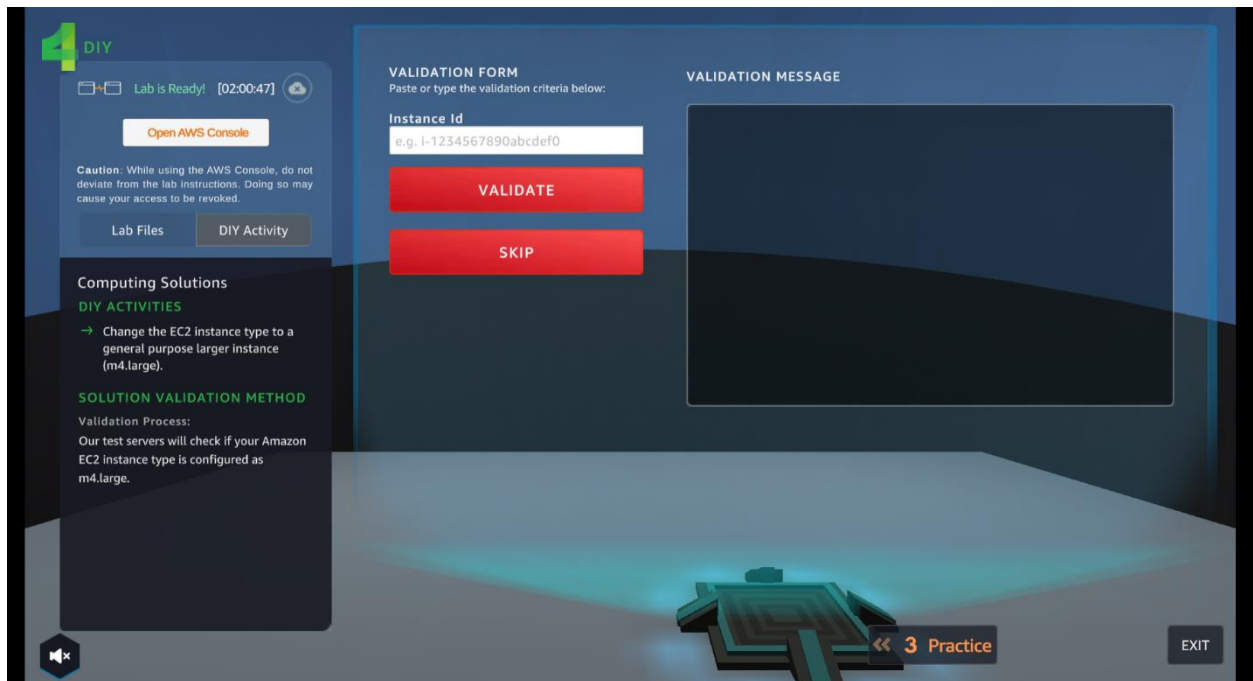 4 DIY
Lab is Ready! [02:00:47]
Open AWS Console
Caution: While using the AWS Console, do not
deviate from the lab instructions. Doing so may
cause your access to be revoked.
Lab Files
DIY Activity
Computing Solutions
DIY ACTIVITIES
→ Change the EC2 instance type to a
general purpose larger instance
(m4.large).
SOLUTION VALIDATION METHOD
Validation Process:
Our test servers will check if your Amazon
EC2 instance type is configured as
m4.large.
VALIDATION FORM
Paste or type the validation criteria below:
Instance Id
e.g. i-1234567890abcdef0
VALIDATE
SKIP
VALIDATION MESSAGE
3 Practice
EXIT